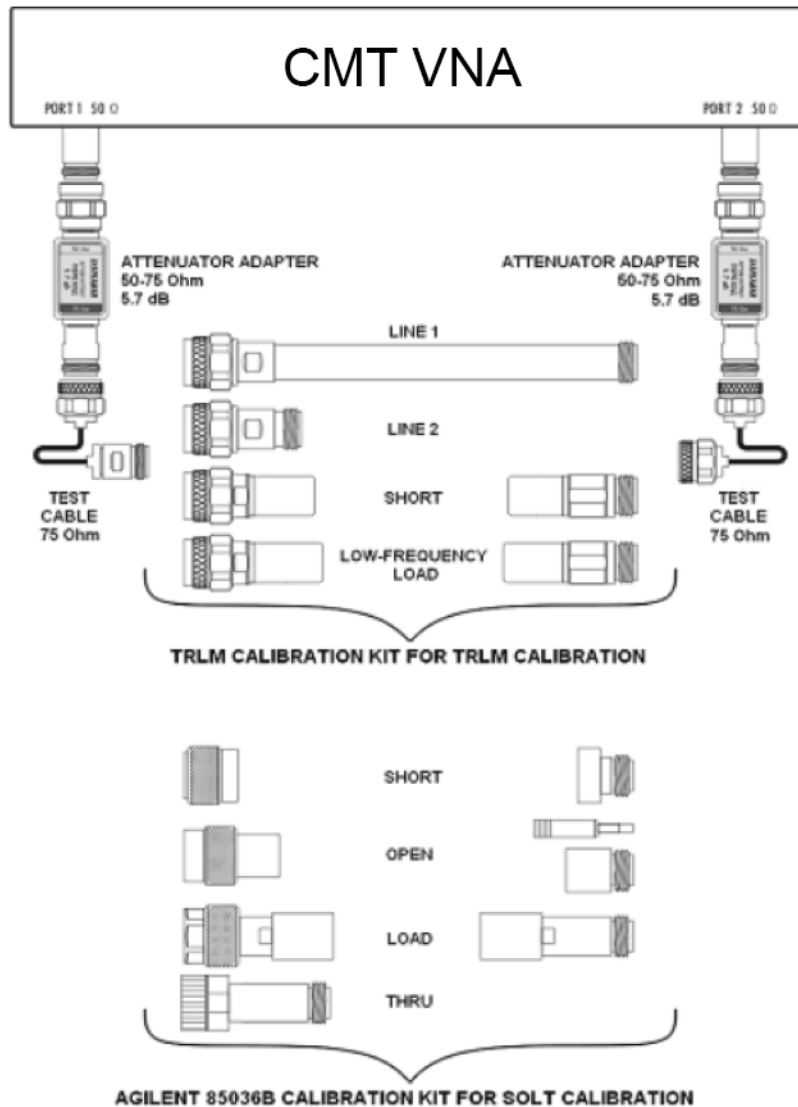 CMT VNA
PORT 1 50 Ω
PORT 2 50 Ω
ATTENUATOR ADAPTER
50-75 Ohm
5.7 dB
ATTENUATOR ADAPTER
50-75 Ohm
5.7 dB
LINE 1
LINE 2
TEST
CABLE
75 Ohm
SHORT
TEST
CABLE
75 Ohm
LOW-FREQUENCY
LOAD
TRLM CALIBRATION KIT FOR TRLM CALIBRATION
SHORT
OPEN
LOAD
THRU
AGILENT 85036B CALIBRATION KIT FOR SOLT CALIBRATION